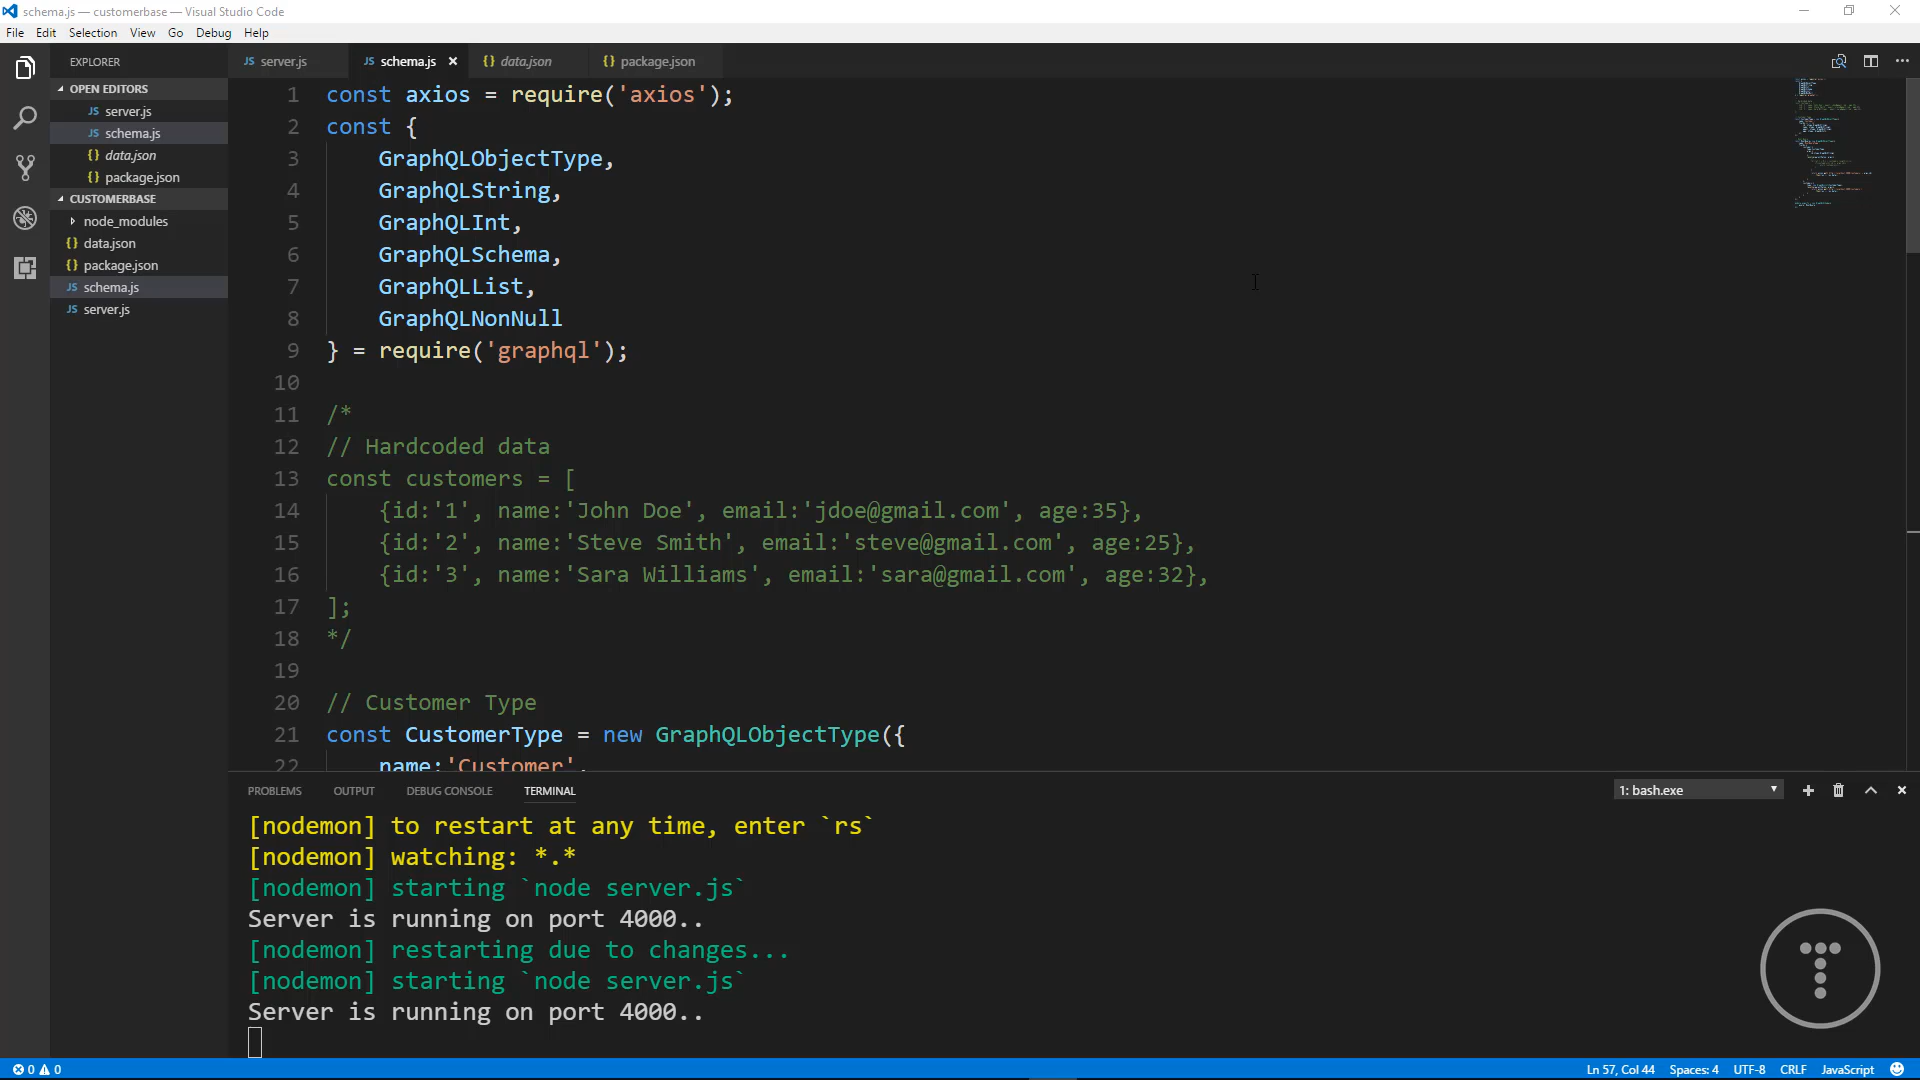 schema.js — customerbase — Visual Studio Code
File Edit Selection View Go Debug Help
EXPLORER
OPEN EDITORS
JS server.js
JS schema.js
{} data.json
{} package.json
CUSTOMERBASE
node_modules
{} data.json
{} package.json
JS schema.js
JS server.js
JS server.js JS schema.js × {} data.json {} package.json
1 const axios = require('axios');
2 const {
3 GraphQLObjectType,
4 GraphQLString,
5 GraphQLInt,
6 GraphQLSchema,
7 GraphQLList,
8 GraphQLNonNull
9 } = require('graphql');
10
11 /*
12 // Hardcoded data
13 const customers = [
14 {id:'1', name:'John Doe', email:'jdoe@gmail.com', age:35},
15 {id:'2', name:'Steve Smith', email:'steve@gmail.com', age:25},
16 {id:'3', name:'Sara Williams', email:'sara@gmail.com', age:32},
17 ];
18 */
19
20 // Customer Type
21 const CustomerType = new GraphQLObjectType({
22 name:'Customer',
PROBLEMS OUTPUT DEBUG CONSOLE TERMINAL 1: bash.exe
[nodemon] to restart at any time, enter `rs`
[nodemon] watching: *.*
[nodemon] starting `node server.js`
Server is running on port 4000..
[nodemon] restarting due to changes...
[nodemon] starting `node server.js`
Server is running on port 4000..
0 0 Ln 57, Col 44 Spaces: 4 UTF-8 CRLF JavaScript